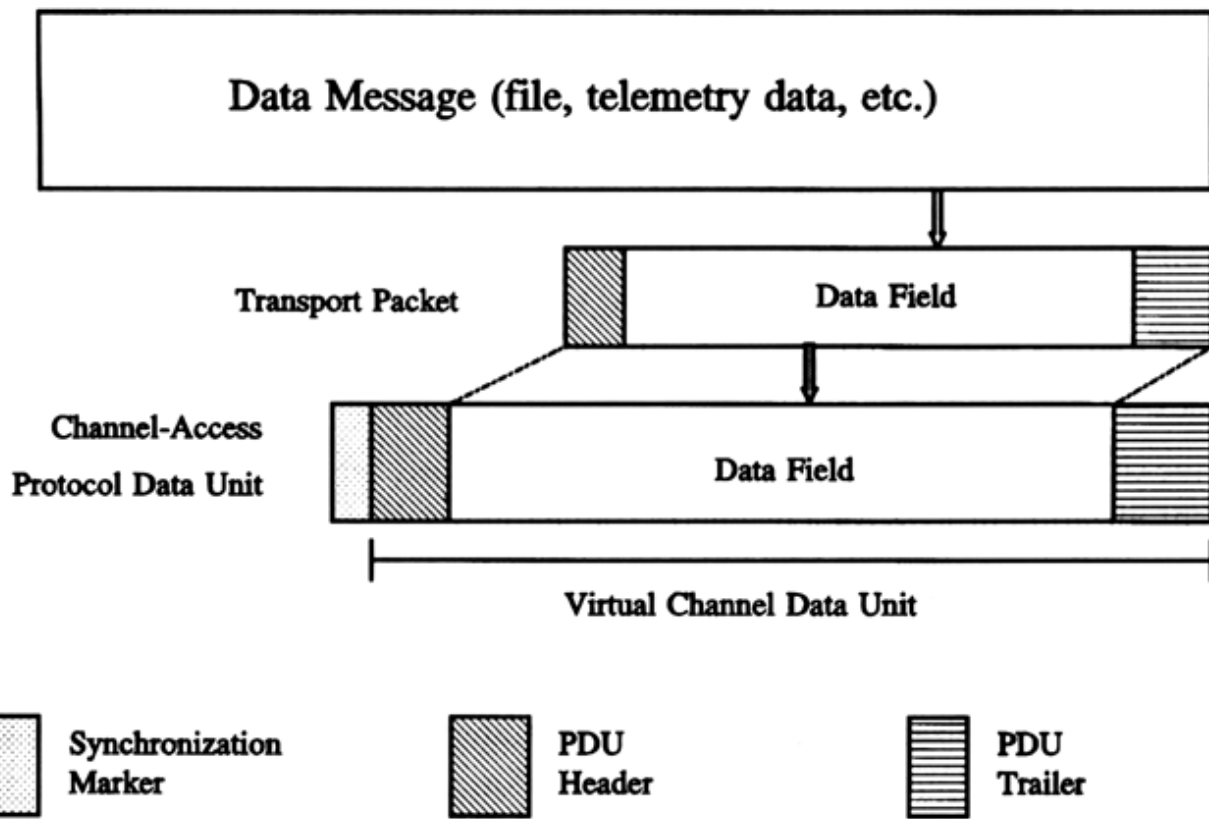 Data Message (file, telemetry data, etc.)
Transport Packet
Data Field
Channel-Access
Protocol Data Unit
Data Field
Virtual Channel Data Unit
Synchronization
Marker
PDU
Header
PDU
Trailer